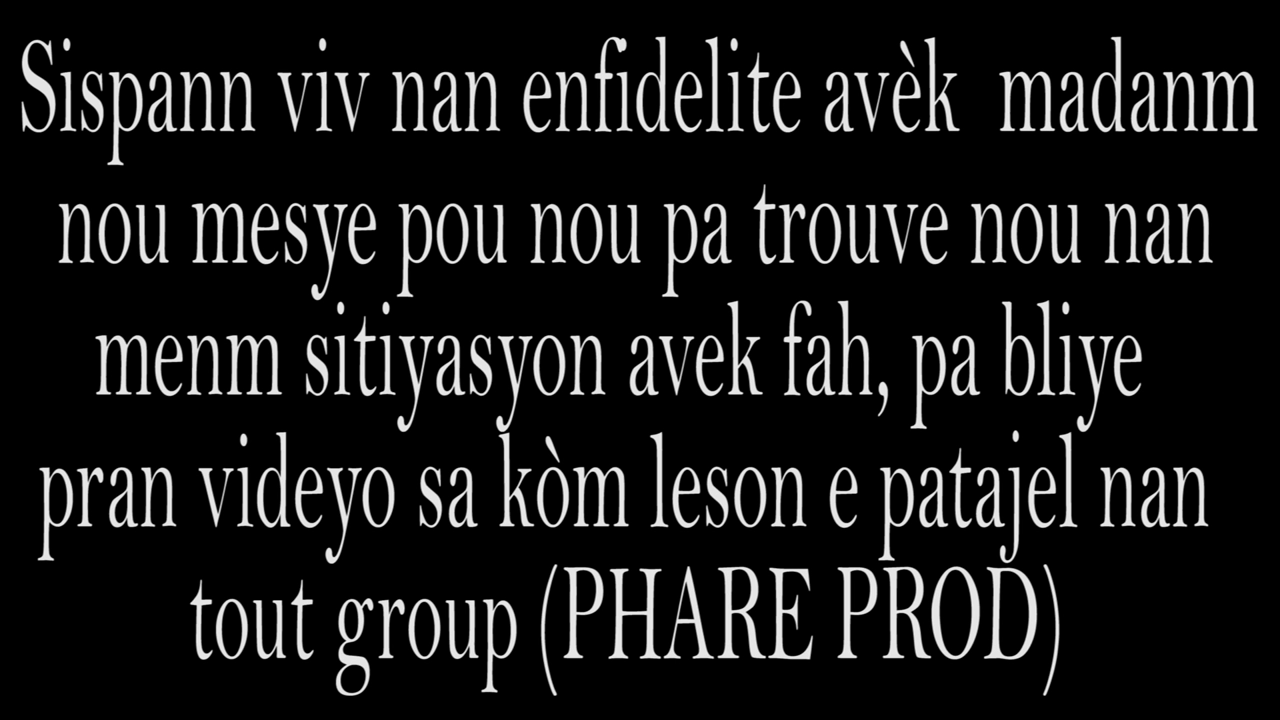 Sispann viv nan enfidelite avèk madanm
nou mesye pou nou pa trouve nou nan
menm sitiyasyon avek fah, pa bliye
pran videyo sa kòm leson e patajel nan
tout group (PHARE PROD)